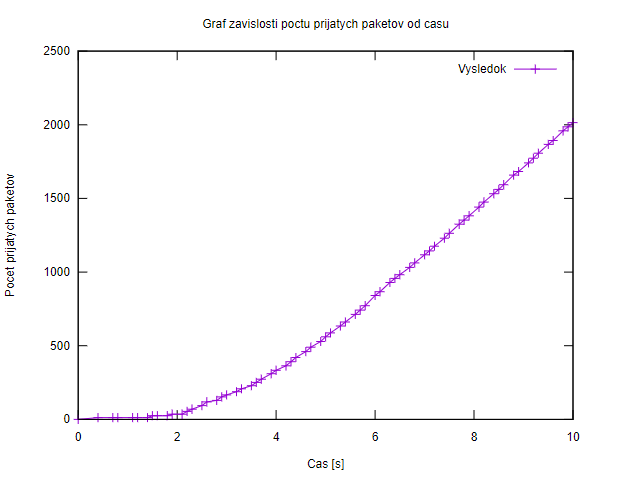 Graf zavislosti poctu prijatych paketov od casu
2500
Vysledok
2000
1500
Pocet prijatych paketov
1000
500
0
0 2 4 6 8 10
Cas [s]